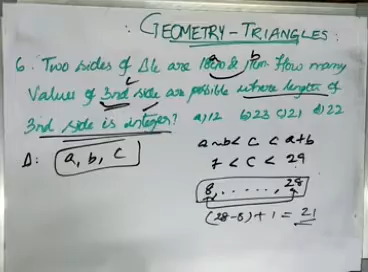 : GEOMETRY - TRIANGLES :
6. Two sides of Δle are 18cm & 11cm. How many
Values of 3rd side are possible where length of
3rd side is integer? a) 12 b) 23 c) 21 d) 22
A: a, b, c
a-b < c < a+b
7 < c < 29
8, . . . . . ., 28
(28-8) + 1 = 21